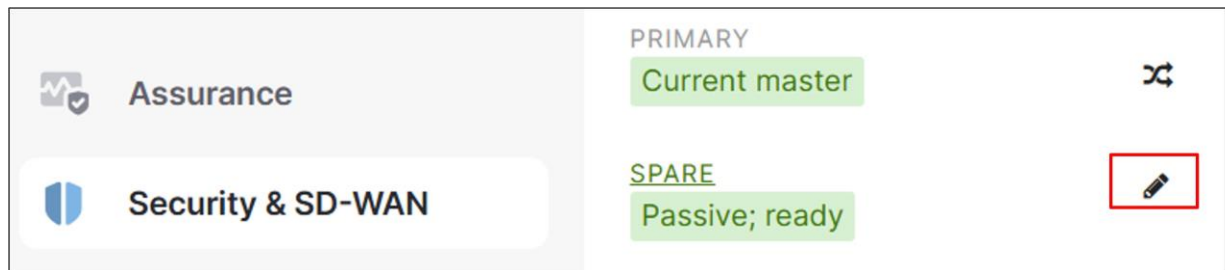 Assurance
Security & SD-WAN
PRIMARY
Current master
SPARE
Passive; ready